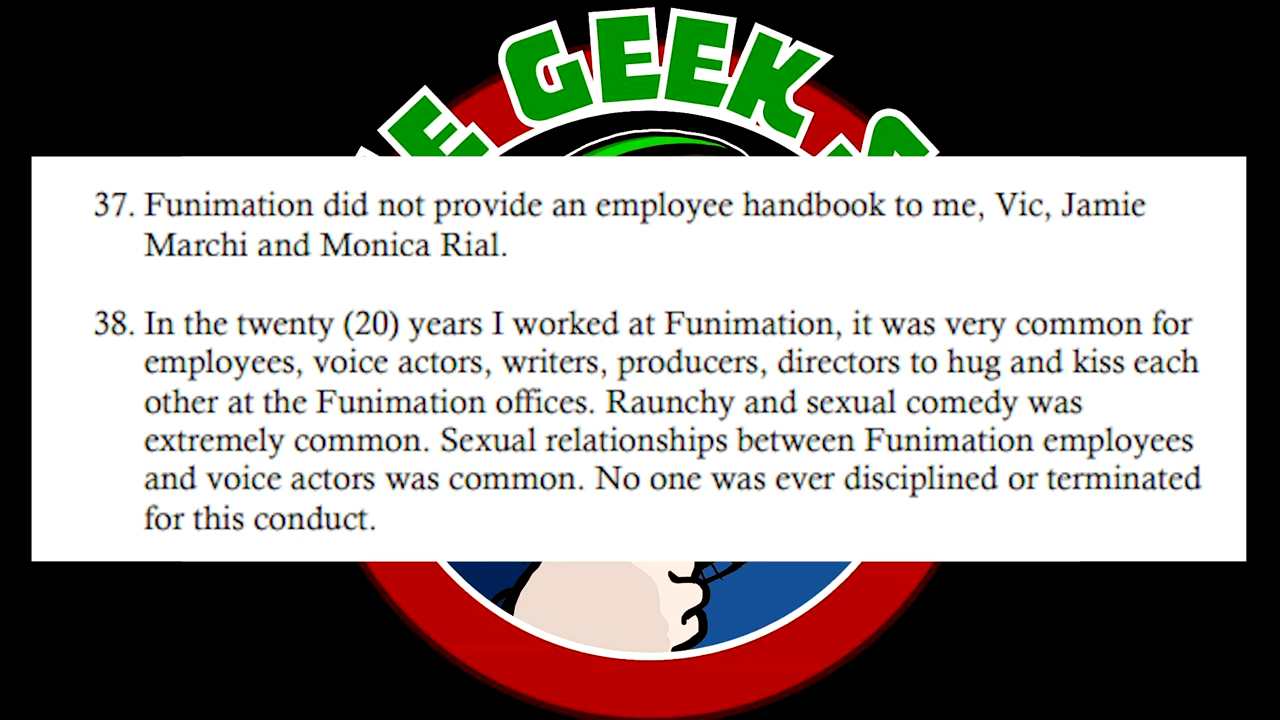 GEEK
37. Funimation did not provide an employee handbook to me, Vic, Jamie
Marchi and Monica Rial.
38. In the twenty (20) years I worked at Funimation, it was very common for
employees, voice actors, writers, producers, directors to hug and kiss each
other at the Funimation offices. Raunchy and sexual comedy was
extremely common. Sexual relationships between Funimation employees
and voice actors was common. No one was ever disciplined or terminated
for this conduct.